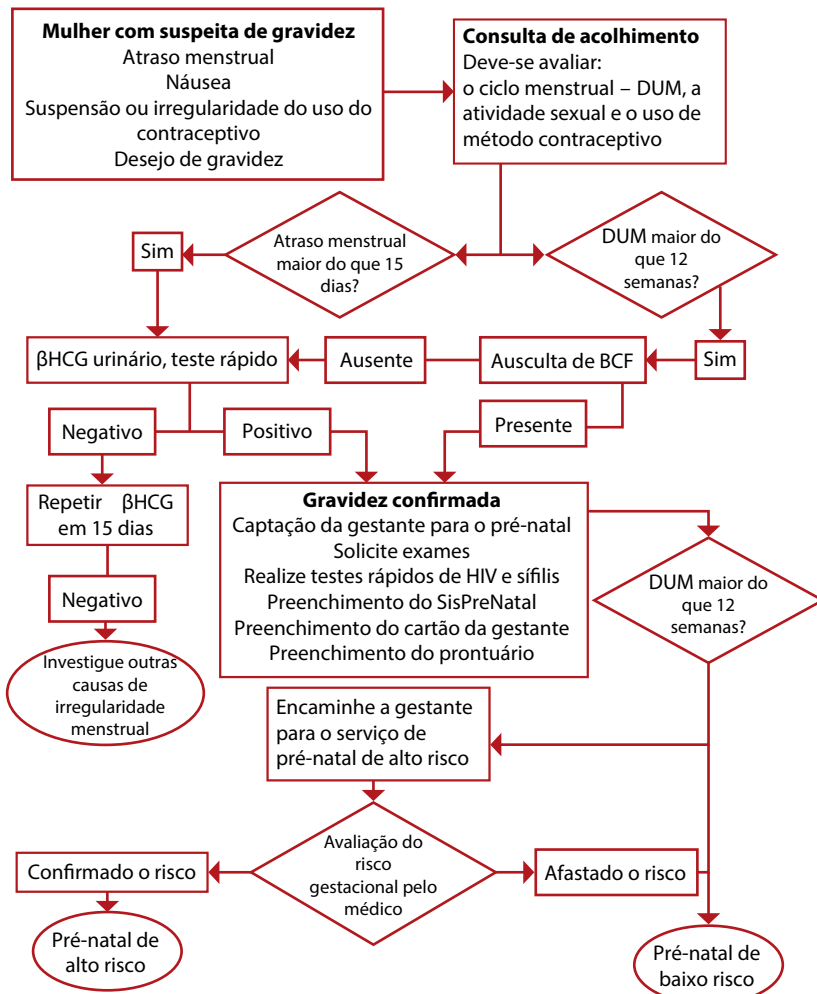 Mulher com suspeita de gravidez
Atraso menstrual
Náusea
Suspensão ou irregularidade do uso do
contraceptivo
Desejo de gravidez
Consulta de acolhimento
Deve-se avaliar:
o ciclo menstrual – DUM, a
atividade sexual e o uso de
método contraceptivo
Sim
Atraso menstrual
maior do que 15
dias?
DUM maior do
que 12
semanas?
βHCG urinário, teste rápido
Ausente
Ausculta de BCF
Sim
Negativo
Positivo
Presente
Repetir βHCG
em 15 dias
Negativo
Investigue outras
causas de
irregularidade
menstrual
Gravidez confirmada
Captação da gestante para o pré-natal
Solicite exames
Realize testes rápidos de HIV e sífilis
Preenchimento do SisPreNatal
Preenchimento do cartão da gestante
Preenchimento do prontuário
DUM maior do
que 12
semanas?
Encaminhe a gestante
para o serviço de
pré-natal de alto risco
Avaliação do
risco
gestacional pelo
médico
Confirmado o risco
Afastado o risco
Pré-natal de
alto risco
Pré-natal de
baixo risco